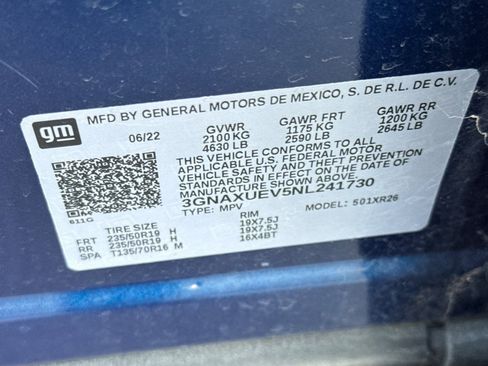 gm
MFD BY GENERAL MOTORS DE MEXICO, S. DE R.L. DE C.V.
06/22 GVWR GAWR FRT GAWR RR
2100 KG 1175 KG 1200 KG
4630 LB 2590 LB 2645 LB
THIS VEHICLE CONFORMS TO ALL
APPLICABLE U.S. FEDERAL MOTOR
VEHICLE SAFETY AND THEFT PREVENTION
STANDARDS IN EFFECT ON THE DATE OF
MANUFACTURE SHOWN ABOVE.
3GNAXUEV5NL241730
611G TYPE: MPV MODEL: 501XR26
TIRE SIZE RIM
FRT 235/50R19 H 19X7.5J
RR 235/50R19 H 19X7.5J
SPA T135/70R16 M 16X4BT